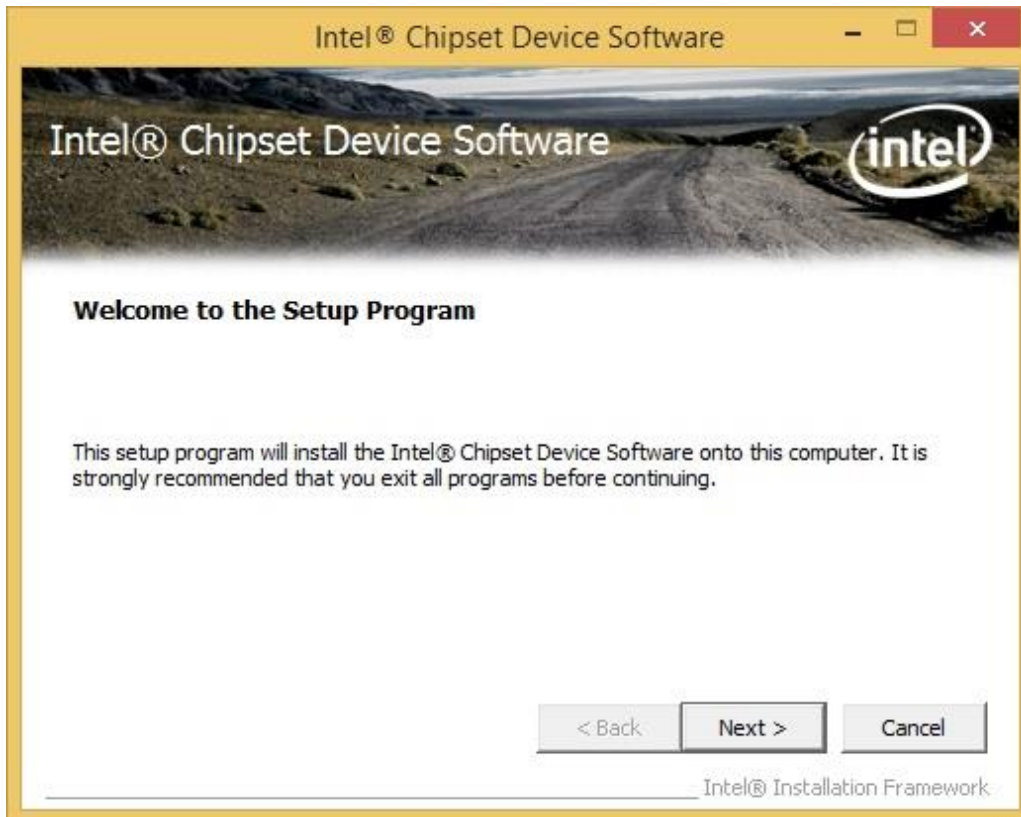 Intel® Chipset Device Software
Intel® Chipset Device Software
intel
Welcome to the Setup Program
This setup program will install the Intel® Chipset Device Software onto this computer. It is
strongly recommended that you exit all programs before continuing.
< Back Next > Cancel
Intel® Installation Framework